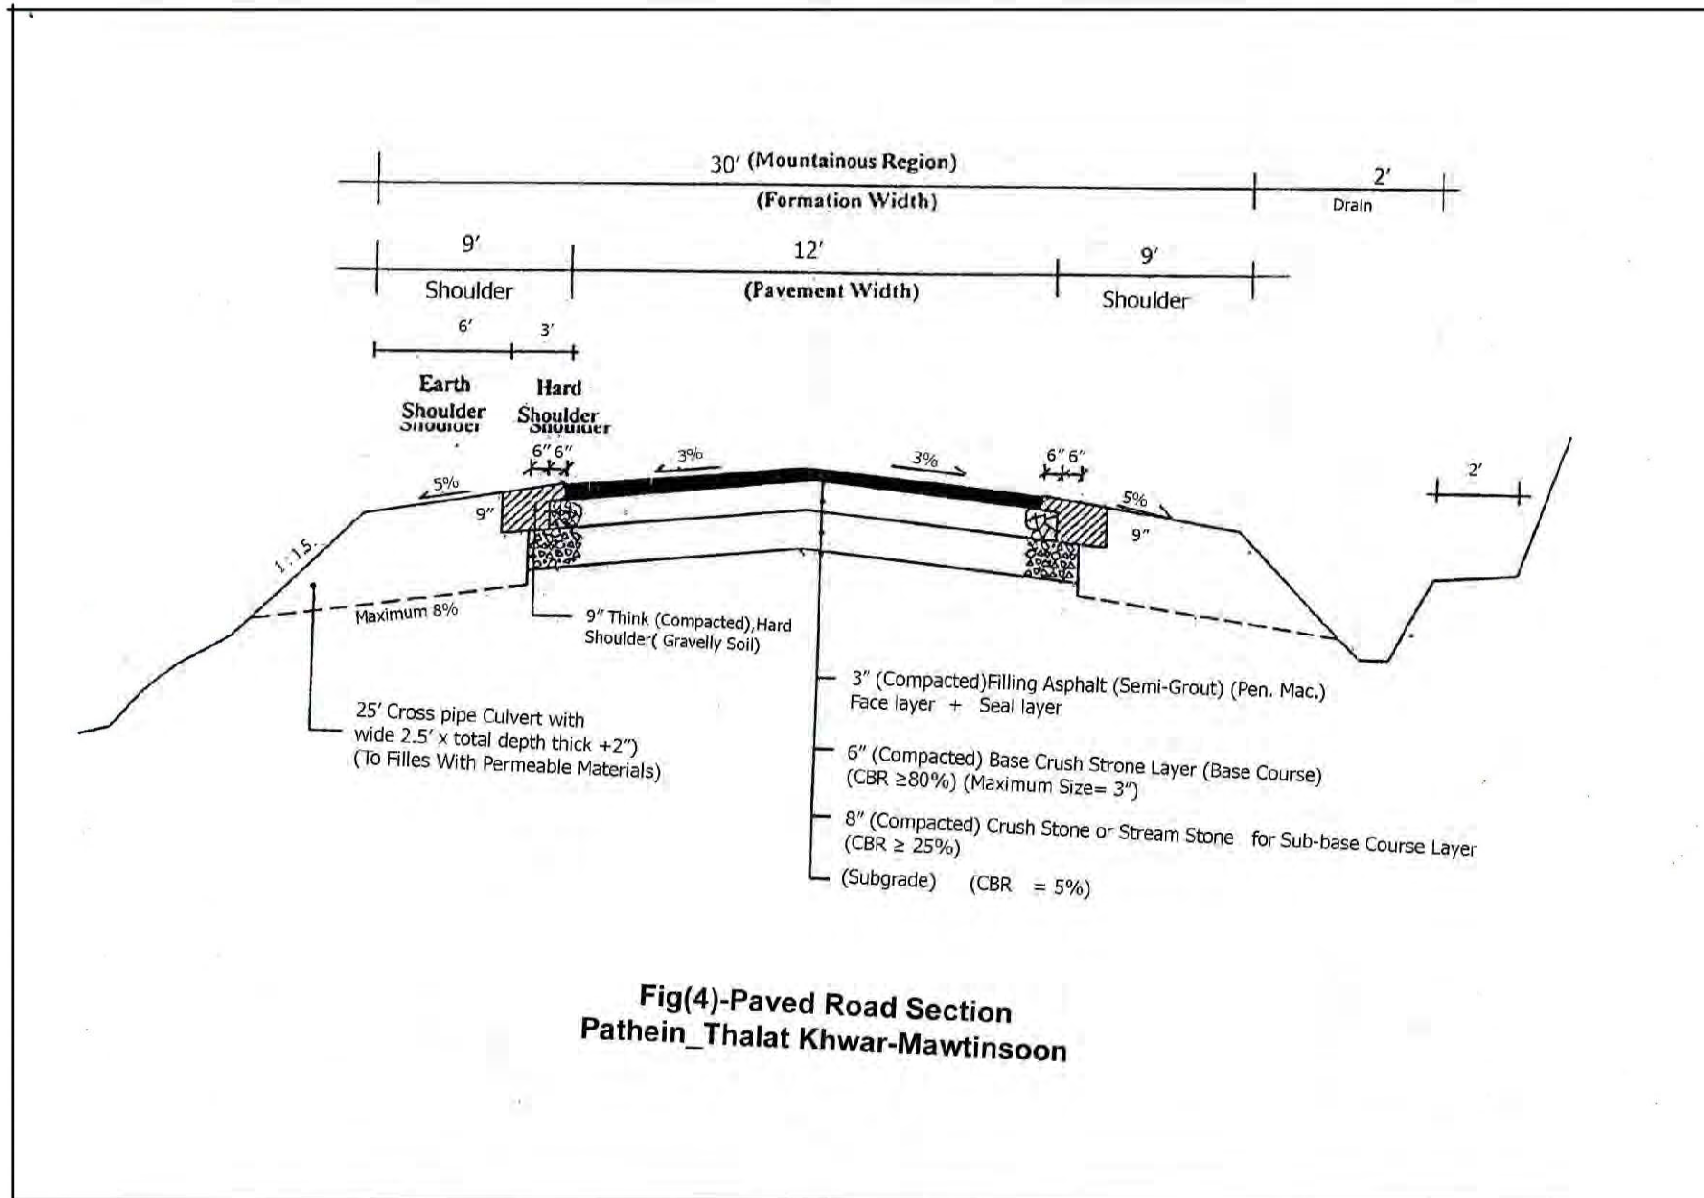 30' (Mountainous Region)
(Formation Width)
2'
Drain
9'
12'
9'
Shoulder
(Pavement Width)
Shoulder
6'
3'
Earth
Shoulder
Shoulder
Hard
Shoulder
Shoulder
6" 6"
3%
3%
6" 6"
2'
5%
5%
9"
9"
1:1.5
Maximum 8%
9" Think (Compacted),Hard
Shoulder( Gravelly Soil)
25' Cross pipe Culvert with
wide 2.5' x total depth thick +2")
(To Filles With Permeable Materials)
3" (Compacted)Filling Asphalt (Semi-Grout) (Pen. Mac.)
Face layer + Seal layer
6" (Compacted) Base Crush Strone Layer (Base Course)
(CBR ≥80%) (Maximum Size= 3")
8" (Compacted) Crush Stone or Stream Stone for Sub-base Course Layer
(CBR ≥ 25%)
(Subgrade) (CBR = 5%)
Fig(4)-Paved Road Section
Pathein_Thalat Khwar-Mawtinsoon